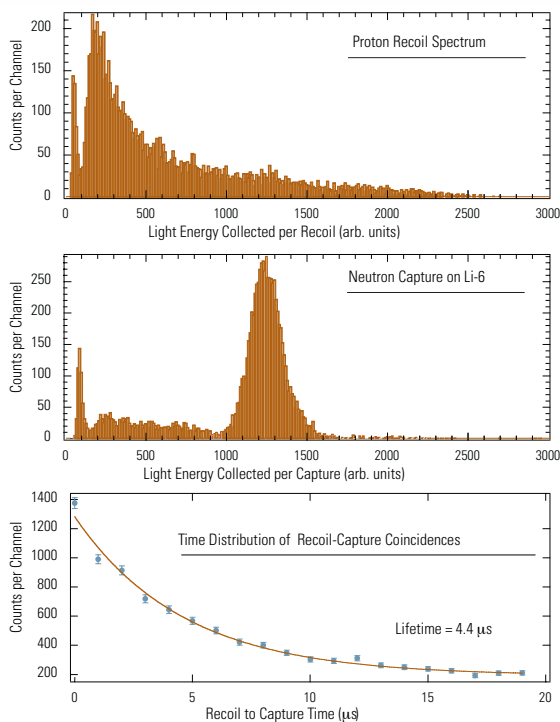 Proton Recoil Spectrum
Counts per Channel
200
150
100
50
0
0 500 1000 1500 2000 2500 3000
Light Energy Collected per Recoil (arb. units)
Neutron Capture on Li-6
Counts per Channel
250
200
150
100
50
0
0 500 1000 1500 2000 2500 3000
Light Energy Collected per Capture (arb. units)
Time Distribution of Recoil-Capture Coincidences
Counts per Channel
1400
1200
1000
800
600
400
200
Lifetime = 4.4 µs
0 5 10 15 20
Recoil to Capture Time (µs)